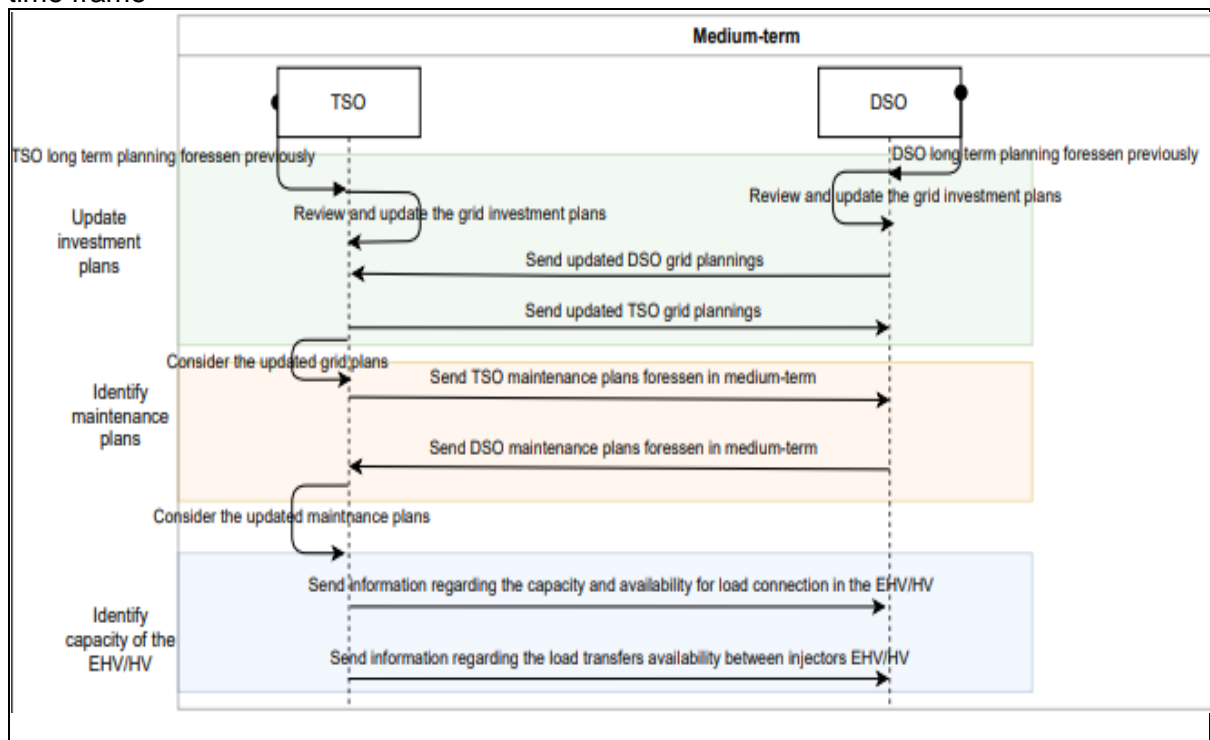 time frame
Medium-term
TSO
DSO
TSO long term planning foressen previously
DSO long term planning foressen previously
Review and update the grid investment plans
Review and update the grid investment plans
Update
investment
plans
Send updated DSO grid plannings
Send updated TSO grid plannings
Consider the updated grid plans
Send TSO maintenance plans foressen in medium-term
Identify
maintenance
plans
Send DSO maintenance plans foressen in medium-term
Consider the updated maintnance plans
Send information regarding the capacity and availability for load connection in the EHV/HV
Identify
capacity of the
EHV/HV
Send information regarding the load transfers availability between injectors EHV/HV